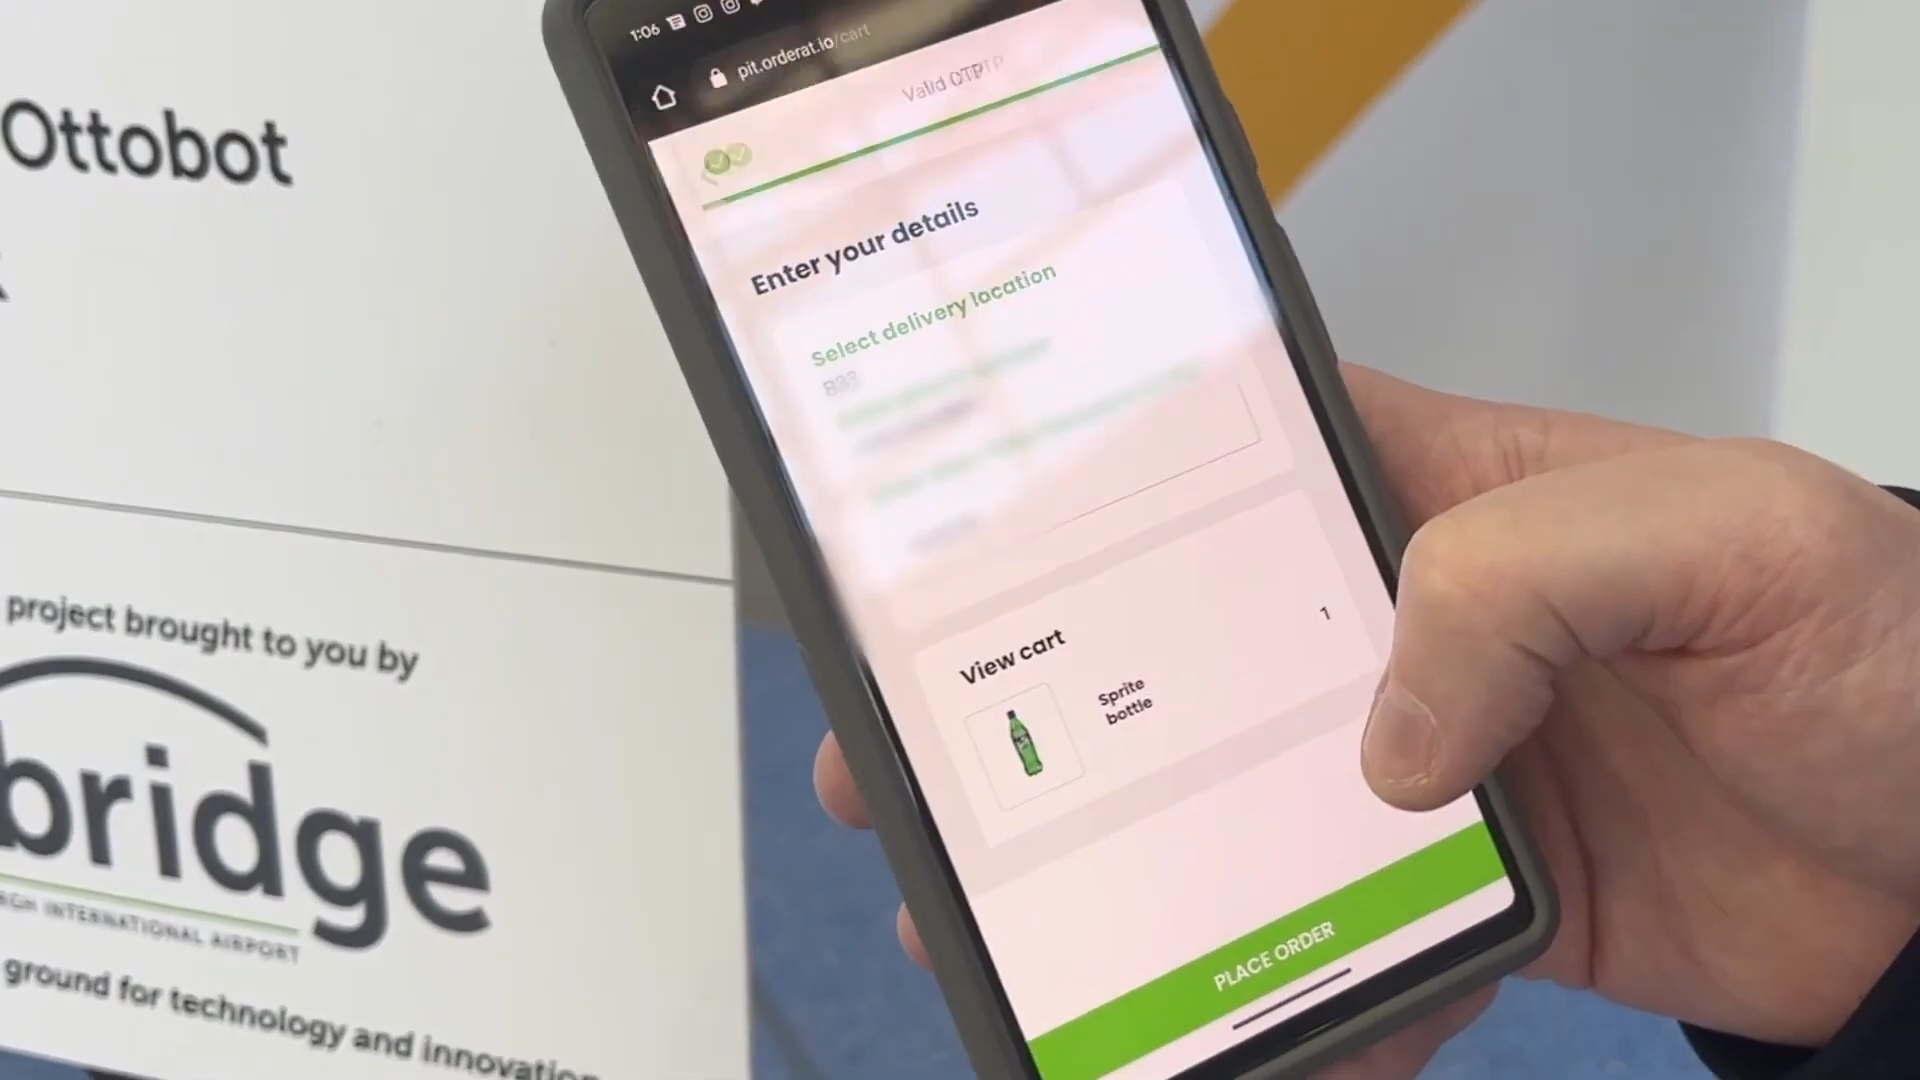 Ottobot
project brought to you by
bridge
INTERNATIONAL AIRPORT
ground for technology and innovation
1:06
pit.orderat.io/cart
Valid OTP
Enter your details
Select delivery location
B33
View cart
1
Sprite
bottle
PLACE ORDER